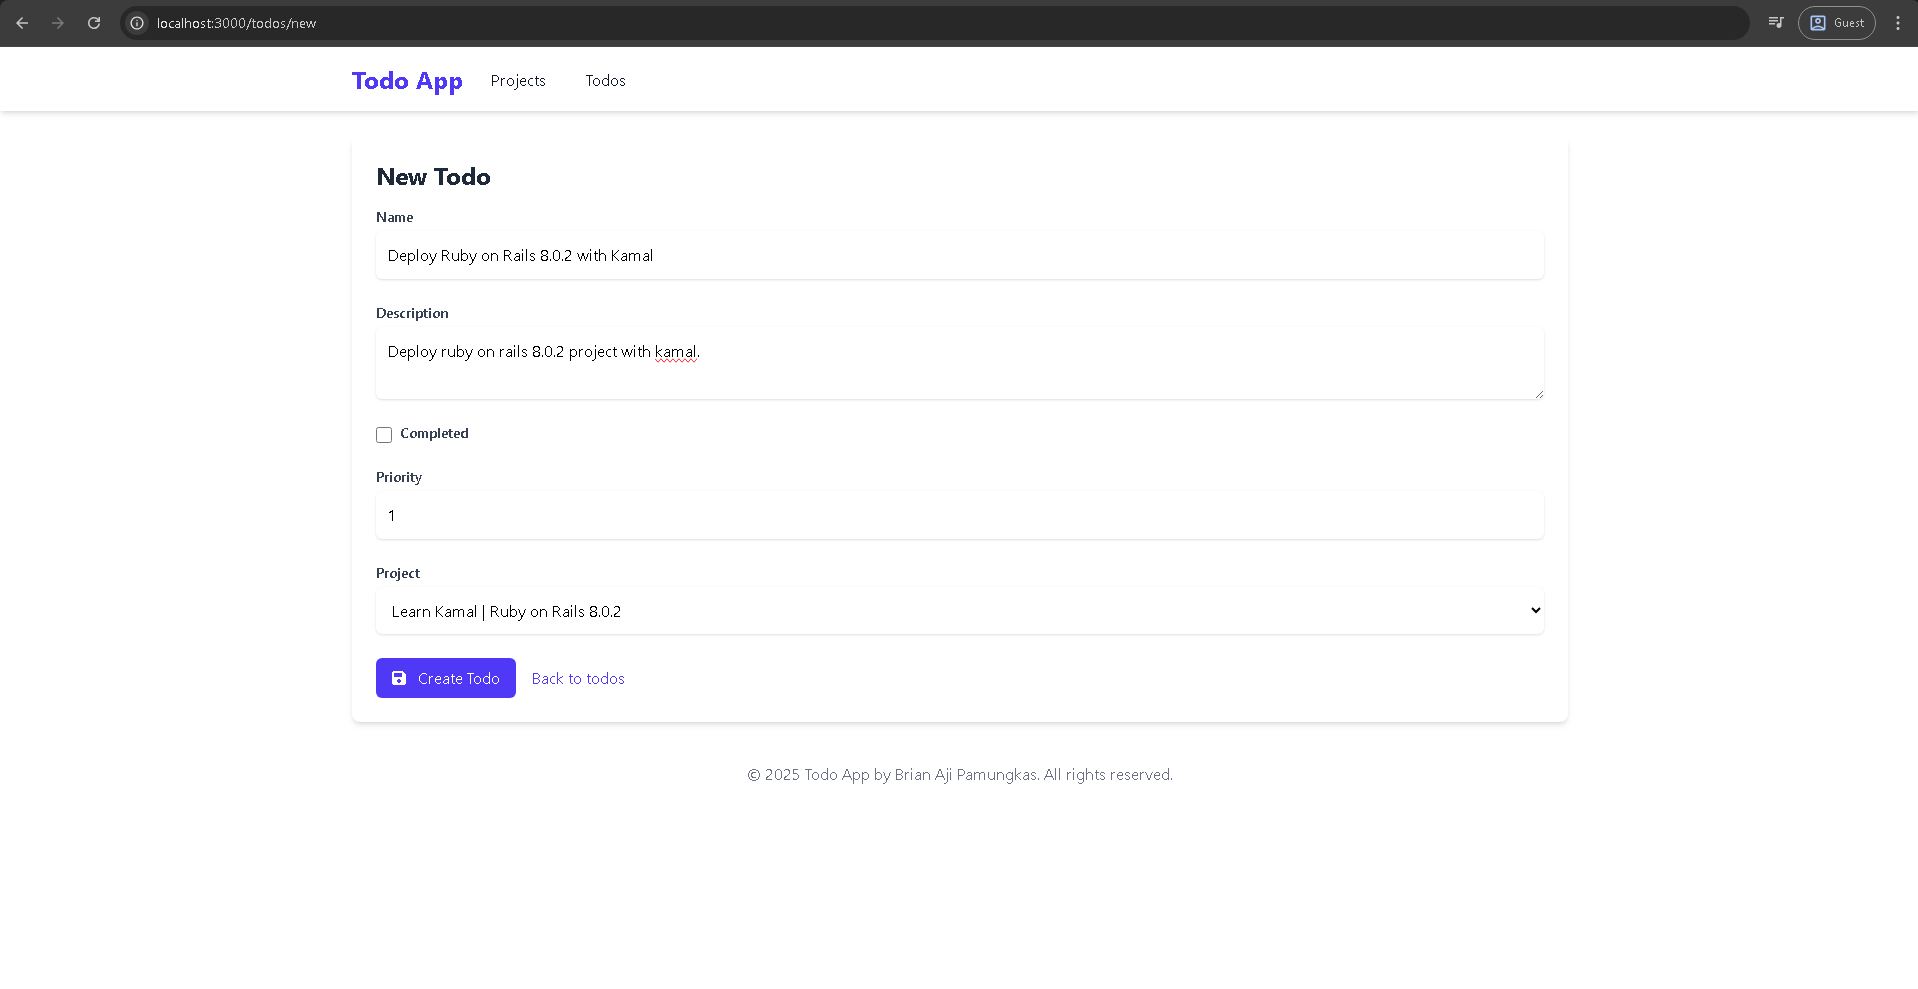 localhost:3000/todos/new
Guest
Todo App Projects Todos
New Todo
Name
Deploy Ruby on Rails 8.0.2 with Kamal
Description
Deploy ruby on rails 8.0.2 project with kamal.
Completed
Priority
1
Project
Learn Kamal | Ruby on Rails 8.0.2
Create Todo Back to todos
© 2025 Todo App by Brian Aji Pamungkas. All rights reserved.